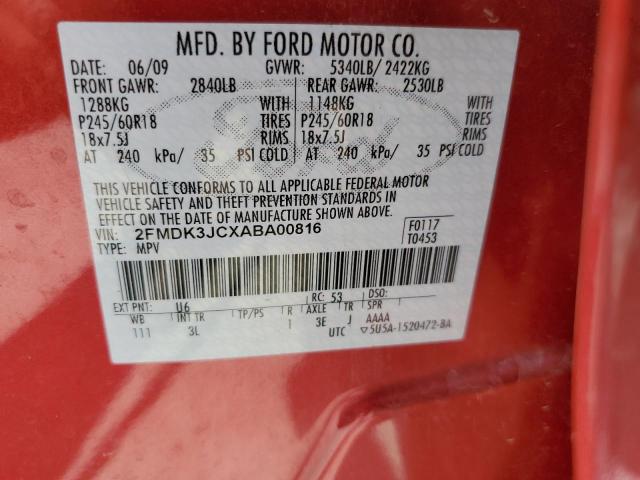 MFD. BY FORD MOTOR CO.
DATE: 06/09 GVWR: 5340LB/ 2422KG
FRONT GAWR: 2840LB REAR GAWR: 2530LB
1288KG WITH 1148KG WITH
P245/60R18 TIRES P245/60R18 TIRES
18x7.5J RIMS 18x7.5J RIMS
AT 240 kPa/ 35 PSI COLD AT 240 kPa/ 35 PSI COLD
THIS VEHICLE CONFORMS TO ALL APPLICABLE FEDERAL MOTOR
VEHICLE SAFETY AND THEFT PREVENTION STANDARDS IN
EFFECT ON THE DATE OF MANUFACTURE SHOWN ABOVE.
VIN: 2FMDK3JCXABA00816 F0117
TYPE: MPV T0453
EXT PNT: U6 RC: 53 DSO:
WB INT TR TP/PS R AXLE TR SPR
111 3L 1 3E J AAAA
UTC ▽5U5A-1520472-BA